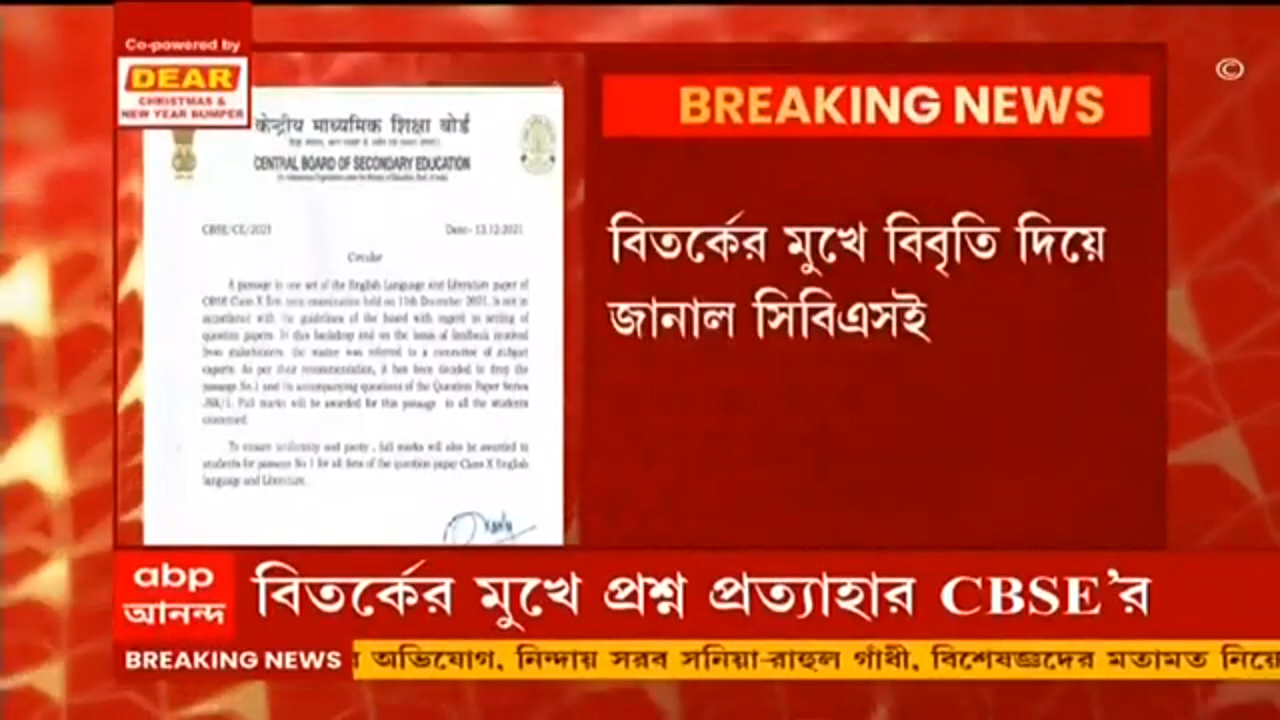 Co-powered by
DEAR
CHRISTMAS &
NEW YEAR BUMPER
©
BREAKING NEWS
केन्द्रीय माध्यमिक शिक्षा बोर्ड
CENTRAL BOARD OF SECONDARY EDUCATION
CBSE/CE/2021
Date:- 13.12.2021
Circular
A passage in one set of the English Language and Literature paper of
CBSE Class X first term examination held on 11th December 2021, is not in
accordance with the guidelines of the board with regard to setting of
question papers. In this backdrop and on the basis of feedback received
from stakeholders, the matter was referred to a committee of subject
experts. As per their recommendation, it has been decided to drop the
passage No.1 and its accompanying questions of the Question Paper Series
JSK/1. Full marks will be awarded for this passage to all the students
concerned.
To ensure uniformity and parity, full marks will also be awarded to
students for passage No 1 for all Sets of the question paper Class X English
language and Literature.
বিতর্কের মুখে বিবৃতি দিয়ে
জানাল সিবিএসই
abp
আনন্দ
বিতর্কের মুখে প্রশ্ন প্রত্যাহার CBSE'র
BREAKING NEWS
অভিযোগ, নিন্দায় সরব সনিয়া-রাহুল গাঁধী, বিশেষজ্ঞদের মতামত নিয়ে